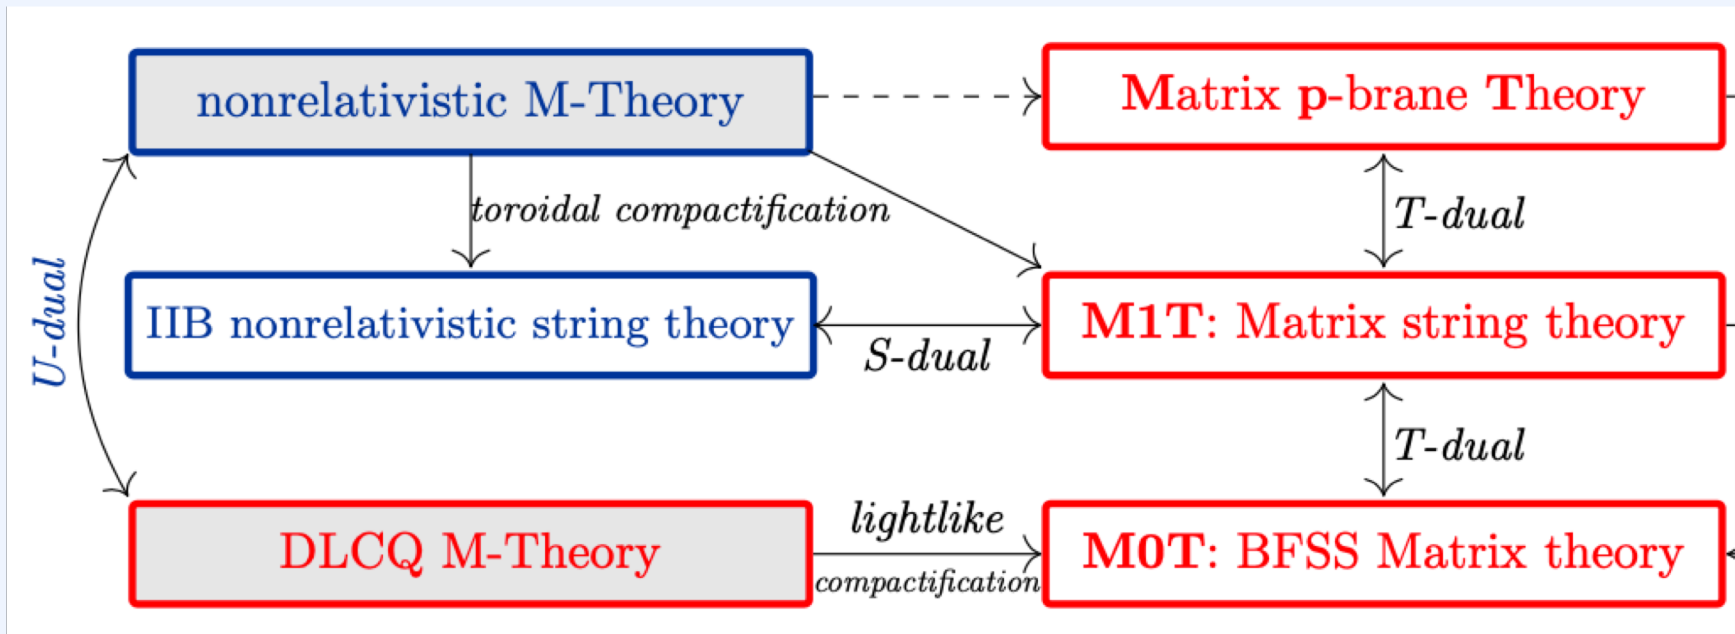 nonrelativistic M-Theory
Matrix p-brane Theory
toroidal compactification
T-dual
U-dual
IIB nonrelativistic string theory
S-dual
M1T: Matrix string theory
T-dual
DLCQ M-Theory
lightlike
compactification
M0T: BFSS Matrix theory